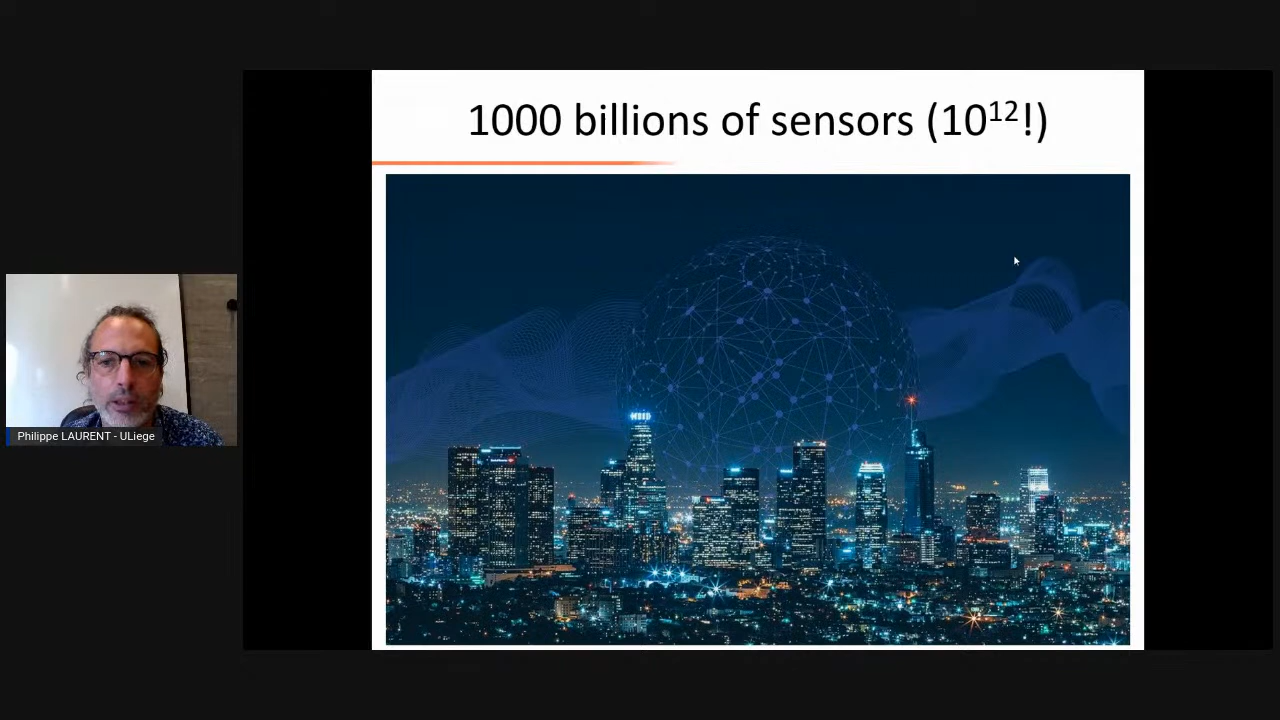 1000 billions of sensors (10¹²!)
Philippe LAURENT - ULiege